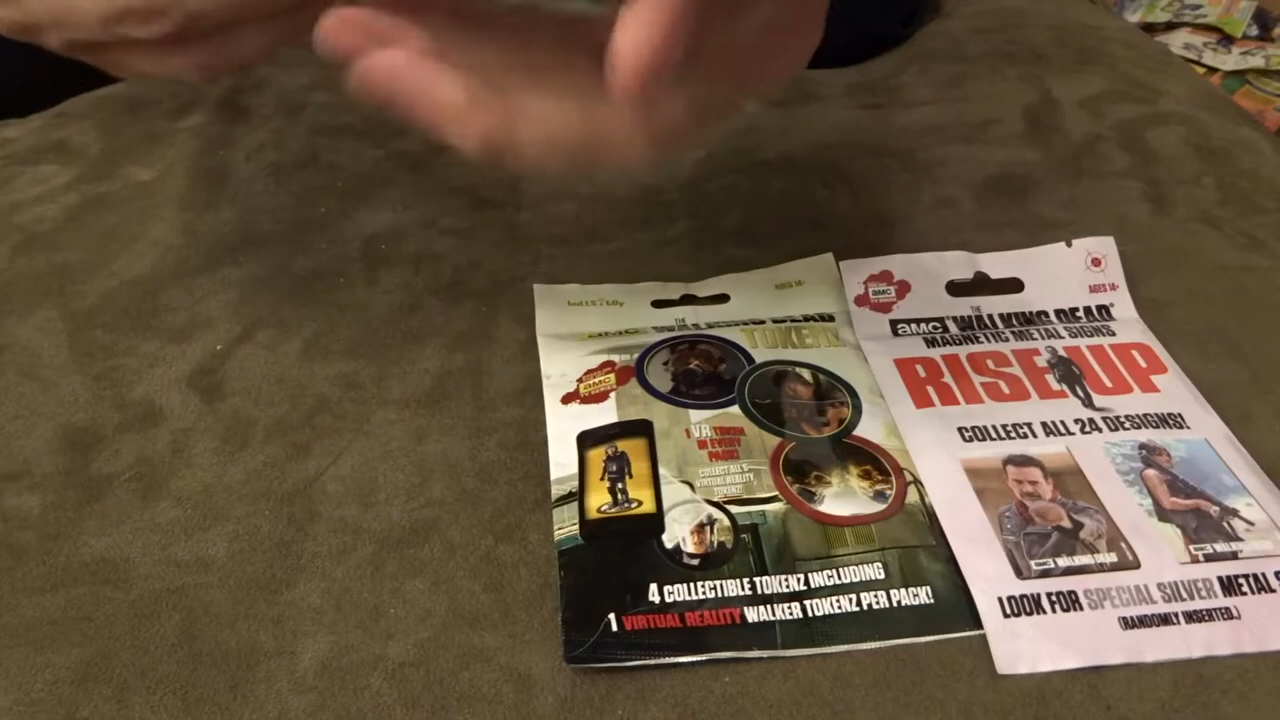 bulls i toy
AGES 14+
THE
amc WALKING DEAD
TOKENZ
amc
TV SERIES
1 VR TOKEN
IN EVERY
PACK!
COLLECT ALL
VIRTUAL REALITY
TOKENZ!
4 COLLECTIBLE TOKENZ INCLUDING
1 VIRTUAL REALITY WALKER TOKENZ PER PACK!
amc
TV SERIES
AGES 14+
THE
amc WALKING DEAD
MAGNETIC METAL SIGNS
RISE UP
COLLECT ALL 24 DESIGNS!
amc WALKING DEAD
amc
LOOK FOR SPECIAL SILVER METAL
(RANDOMLY INSERTED.)